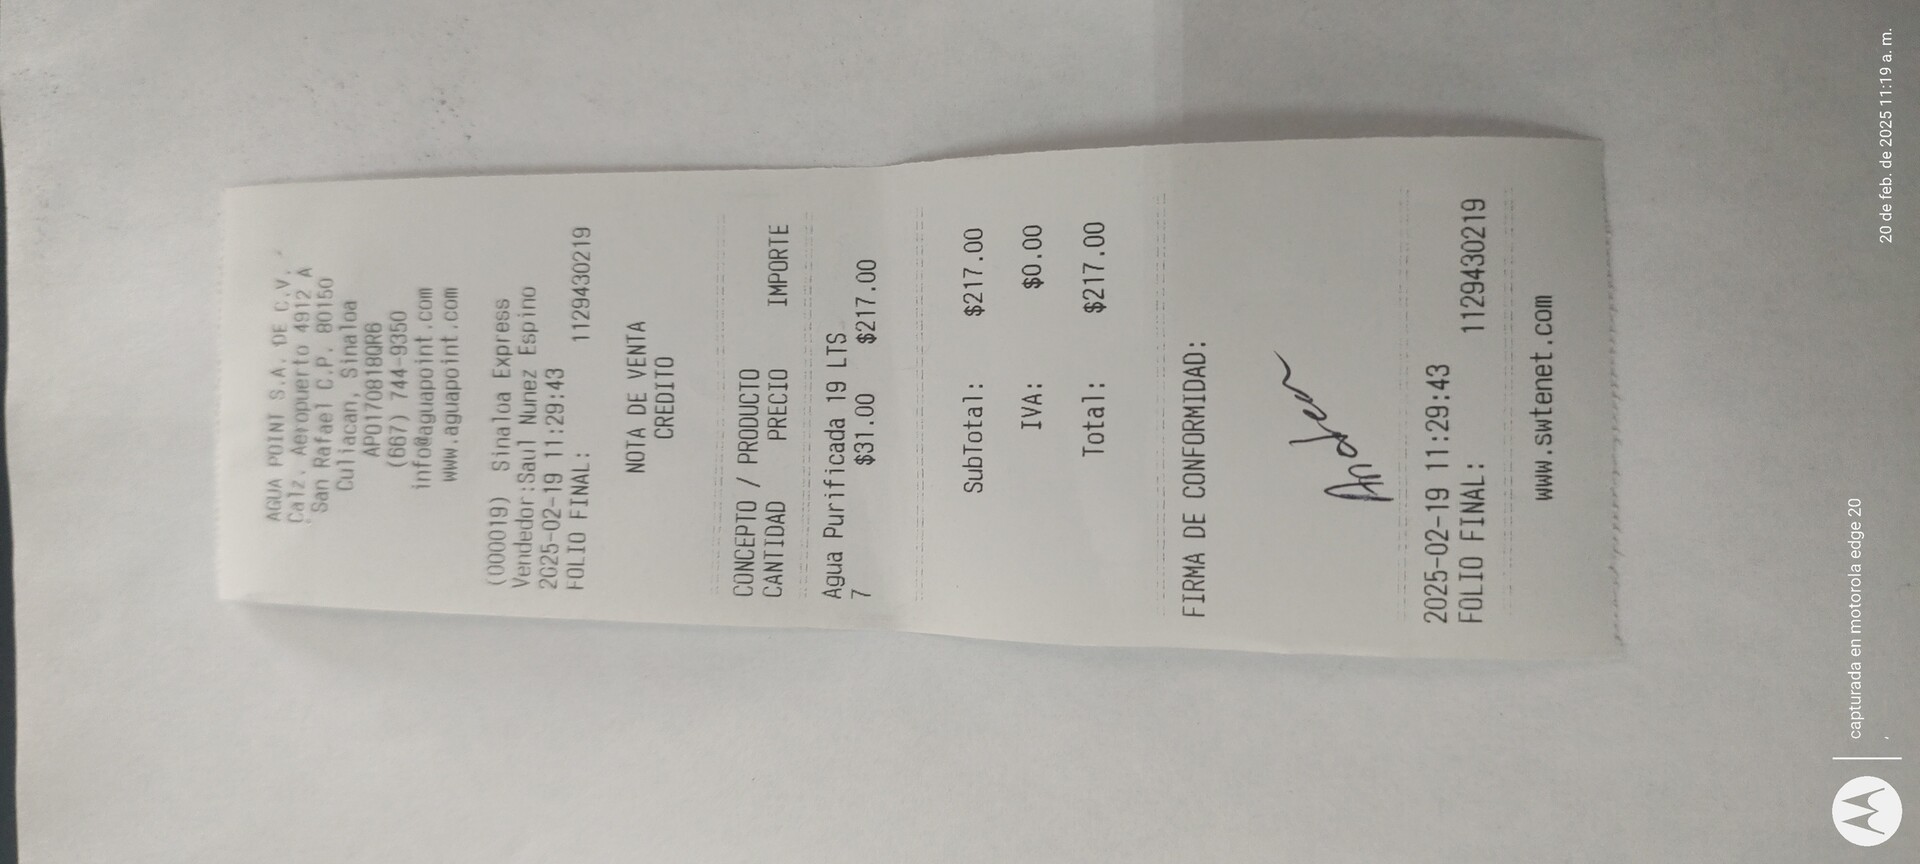 AGUA POINT S.A. DE C.V.
Calz. Aeropuerto 4912 A
San Rafael C.P. 80150
Culiacan, Sinaloa
APO170818QR6
(667) 744-9350
info@aguapoint.com
www.aguapoint.com
(000019) Sinaloa Express
Vendedor:Saul Nunez Espino
2025-02-19 11:29:43
FOLIO FINAL: 1129430219
NOTA DE VENTA
CREDITO
CONCEPTO / PRODUCTO
CANTIDAD PRECIO IMPORTE
Agua Purificada 19 LTS
7 $31.00 $217.00
SubTotal: $217.00
IVA: $0.00
Total: $217.00
FIRMA DE CONFORMIDAD:
2025-02-19 11:29:43
FOLIO FINAL: 1129430219
www.swtenet.com
capturada en motorola edge 20
20 de feb. de 2025 11:19 a. m.